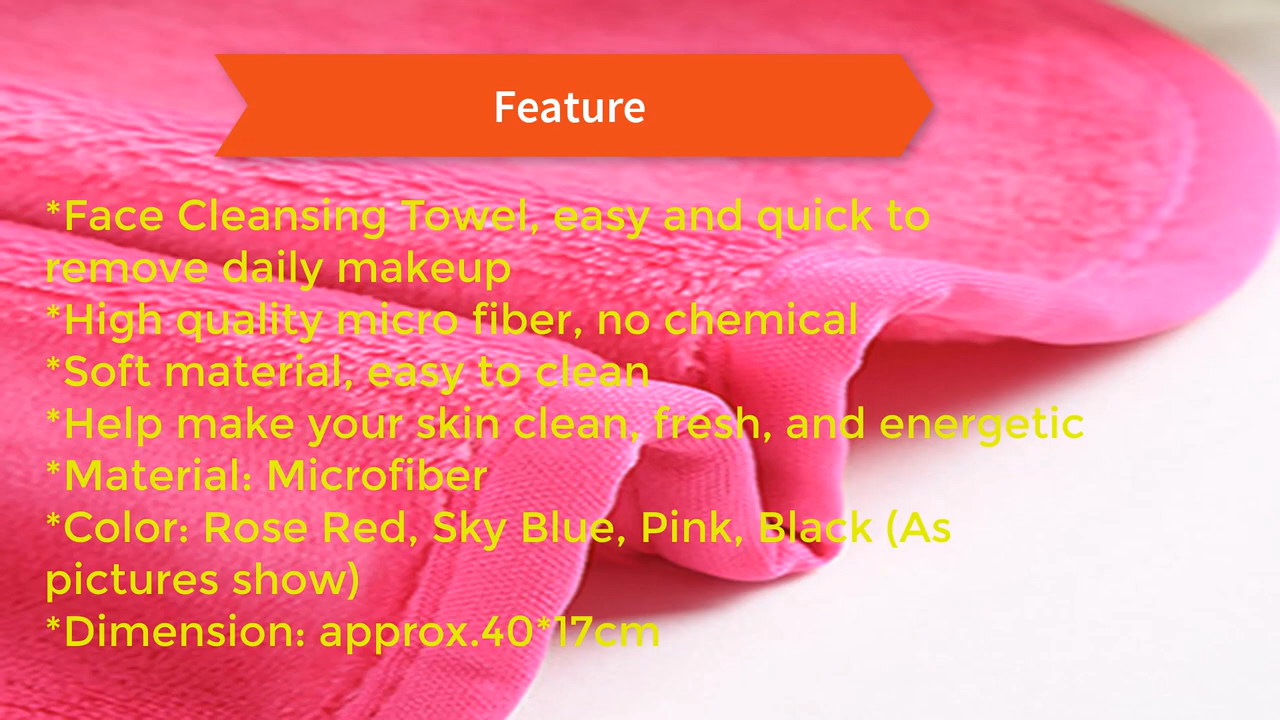 Feature
*Face Cleansing Towel, easy and quick to
remove daily makeup
*High quality micro fiber, no chemical
*Soft material, easy to clean
*Help make your skin clean, fresh, and energetic
*Material: Microfiber
*Color: Rose Red, Sky Blue, Pink, Black (As
pictures show)
*Dimension: approx.40*17cm